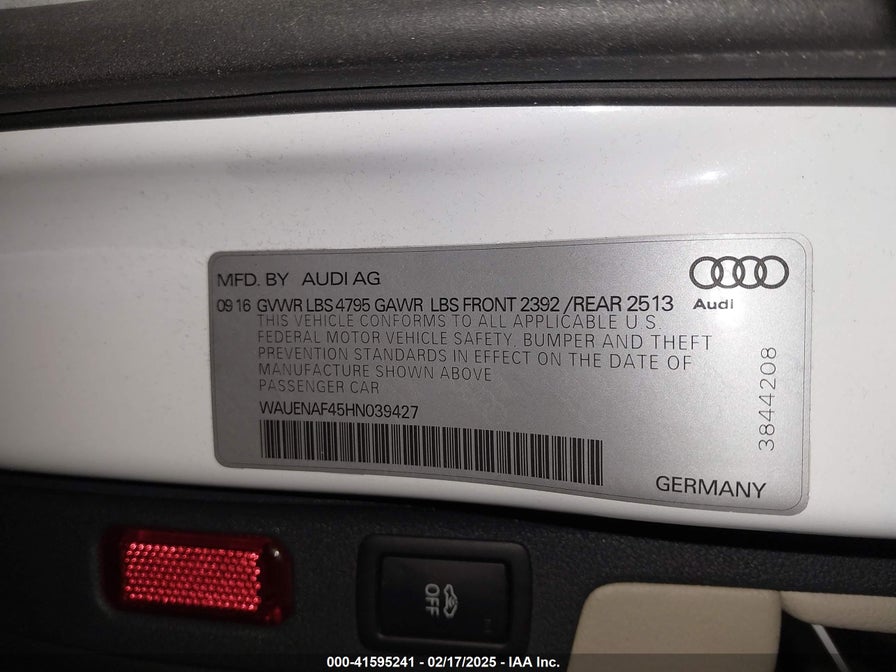 MFD. BY AUDI AG
09 16 GVWR LBS 4795 GAWR LBS FRONT 2392 /REAR 2513
Audi
THIS VEHICLE CONFORMS TO ALL APPLICABLE U S
FEDERAL MOTOR VEHICLE SAFETY, BUMPER AND THEFT
PREVENTION STANDARDS IN EFFECT ON THE DATE OF
MANUFACTURE SHOWN ABOVE
PASSENGER CAR
WAUENAF45HN039427
3844208
GERMANY
OFF
000-41595241 - 02/17/2025 - IAA Inc.